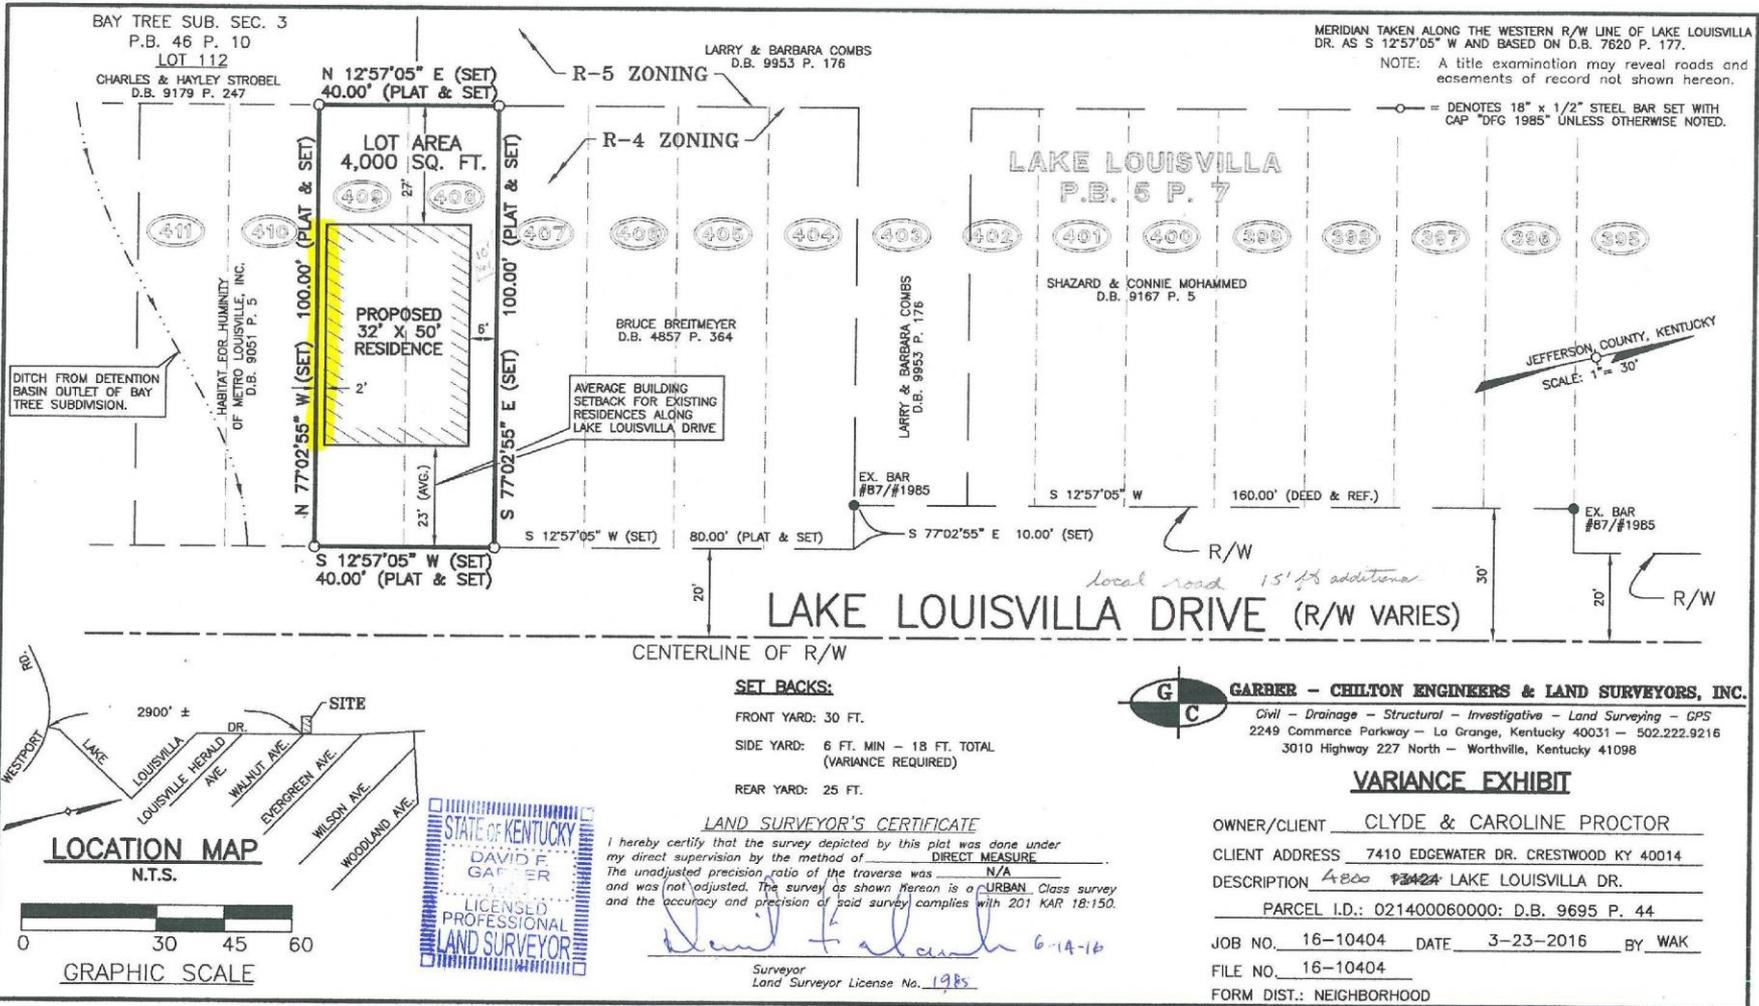 BAY TREE SUB. SEC. 3
P.B. 46 P. 10
LOT 112
CHARLES & HAYLEY STROBEL
D.B. 9179 P. 247
N 12°57'05" E (SET)
40.00' (PLAT & SET)
R-5 ZONING
LARRY & BARBARA COMBS
D.B. 9953 P. 176
R-4 ZONING
MERIDIAN TAKEN ALONG THE WESTERN R/W LINE OF LAKE LOUISVILLA
DR. AS S 12°57'05" W AND BASED ON D.B. 7620 P. 177.
NOTE: A title examination may reveal roads and
easements of record not shown hereon.
= DENOTES 18" x 1/2" STEEL BAR SET WITH
CAP "DFG 1985" UNLESS OTHERWISE NOTED.
LOT AREA
4,000 SQ. FT.
LAKE LOUISVILLA
P.B. 5 P. 7
411
410
409
408
407
406
405
404
403
402
401
400
399
398
397
396
395
27'
N 77°02'55" W (SET) 100.00' (PLAT & SET)
S 77°02'55" E (SET) 100.00' (PLAT & SET)
HABITAT FOR HUMINITY
OF METRO LOUISVILLE, INC.
D.B. 9051 P. 5
PROPOSED
32' X 50'
RESIDENCE
10'
6'
2'
BRUCE BREITMEYER
D.B. 4857 P. 364
LARRY & BARBARA COMBS
D.B. 9953 P. 176
SHAZARD & CONNIE MOHAMMED
D.B. 9167 P. 5
JEFFERSON COUNTY, KENTUCKY
SCALE: 1" = 30'
DITCH FROM DETENTION
BASIN OUTLET OF BAY
TREE SUBDIVISION.
AVERAGE BUILDING
SETBACK FOR EXISTING
RESIDENCES ALONG
LAKE LOUISVILLA DRIVE
23' (AVG.)
EX. BAR
#87/#1985
S 12°57'05" W 160.00' (DEED & REF.)
EX. BAR
#87/#1985
S 12°57'05" W (SET) 80.00' (PLAT & SET)
S 77°02'55" E 10.00' (SET)
R/W
R/W
S 12°57'05" W (SET)
40.00' (PLAT & SET)
20'
30'
20'
local road 15' ft additional
LAKE LOUISVILLA DRIVE (R/W VARIES)
CENTERLINE OF R/W
SET BACKS:
FRONT YARD: 30 FT.
SIDE YARD: 6 FT. MIN – 18 FT. TOTAL
(VARIANCE REQUIRED)
REAR YARD: 25 FT.
WESTPORT RD.
2900' ±
SITE
LAKE LOUISVILLA DR.
LOUISVILLE HERALD AVE.
WALNUT AVE.
EVERGREEN AVE.
WILSON AVE.
WOODLAND AVE.
LOCATION MAP
N.T.S.
0 30 45 60
GRAPHIC SCALE
STATE OF KENTUCKY
DAVID F.
GARBER
1985
LICENSED
PROFESSIONAL
LAND SURVEYOR
LAND SURVEYOR'S CERTIFICATE
I hereby certify that the survey depicted by this plat was done under
my direct supervision by the method of DIRECT MEASURE.
The unadjusted precision ratio of the traverse was N/A
and was (not) adjusted. The survey as shown hereon is a URBAN Class survey
and the accuracy and precision of said survey complies with 201 KAR 18:150.
6-14-16
Surveyor
Land Surveyor License No. 1985
G C
GARBER – CHILTON ENGINEERS & LAND SURVEYORS, INC.
Civil – Drainage – Structural – Investigative – Land Surveying – GPS
2249 Commerce Parkway – La Grange, Kentucky 40031 – 502.222.9216
3010 Highway 227 North – Worthville, Kentucky 41098
VARIANCE EXHIBIT
OWNER/CLIENT CLYDE & CAROLINE PROCTOR
CLIENT ADDRESS 7410 EDGEWATER DR. CRESTWOOD KY 40014
DESCRIPTION 4800 13424 LAKE LOUISVILLA DR.
PARCEL I.D.: 021400060000: D.B. 9695 P. 44
JOB NO. 16-10404 DATE 3-23-2016 BY WAK
FILE NO. 16-10404
FORM DIST.: NEIGHBORHOOD